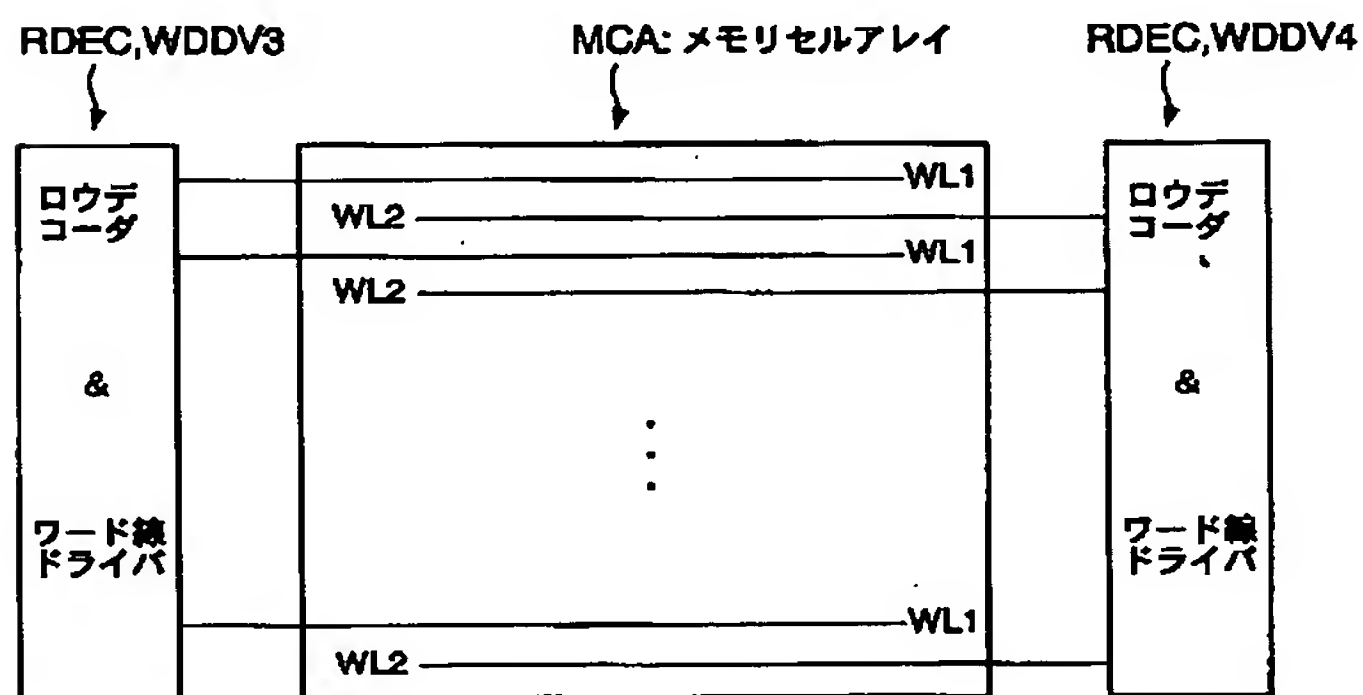 RDEC,WDDV3
MCA: メモリセルアレイ
RDEC,WDDV4
ロウデ
コーダ
&
ワード線
ドライバ
WL1
WL2
WL1
WL2
WL1
WL2
ロウデ
コーダ
&
ワード線
ドライバ